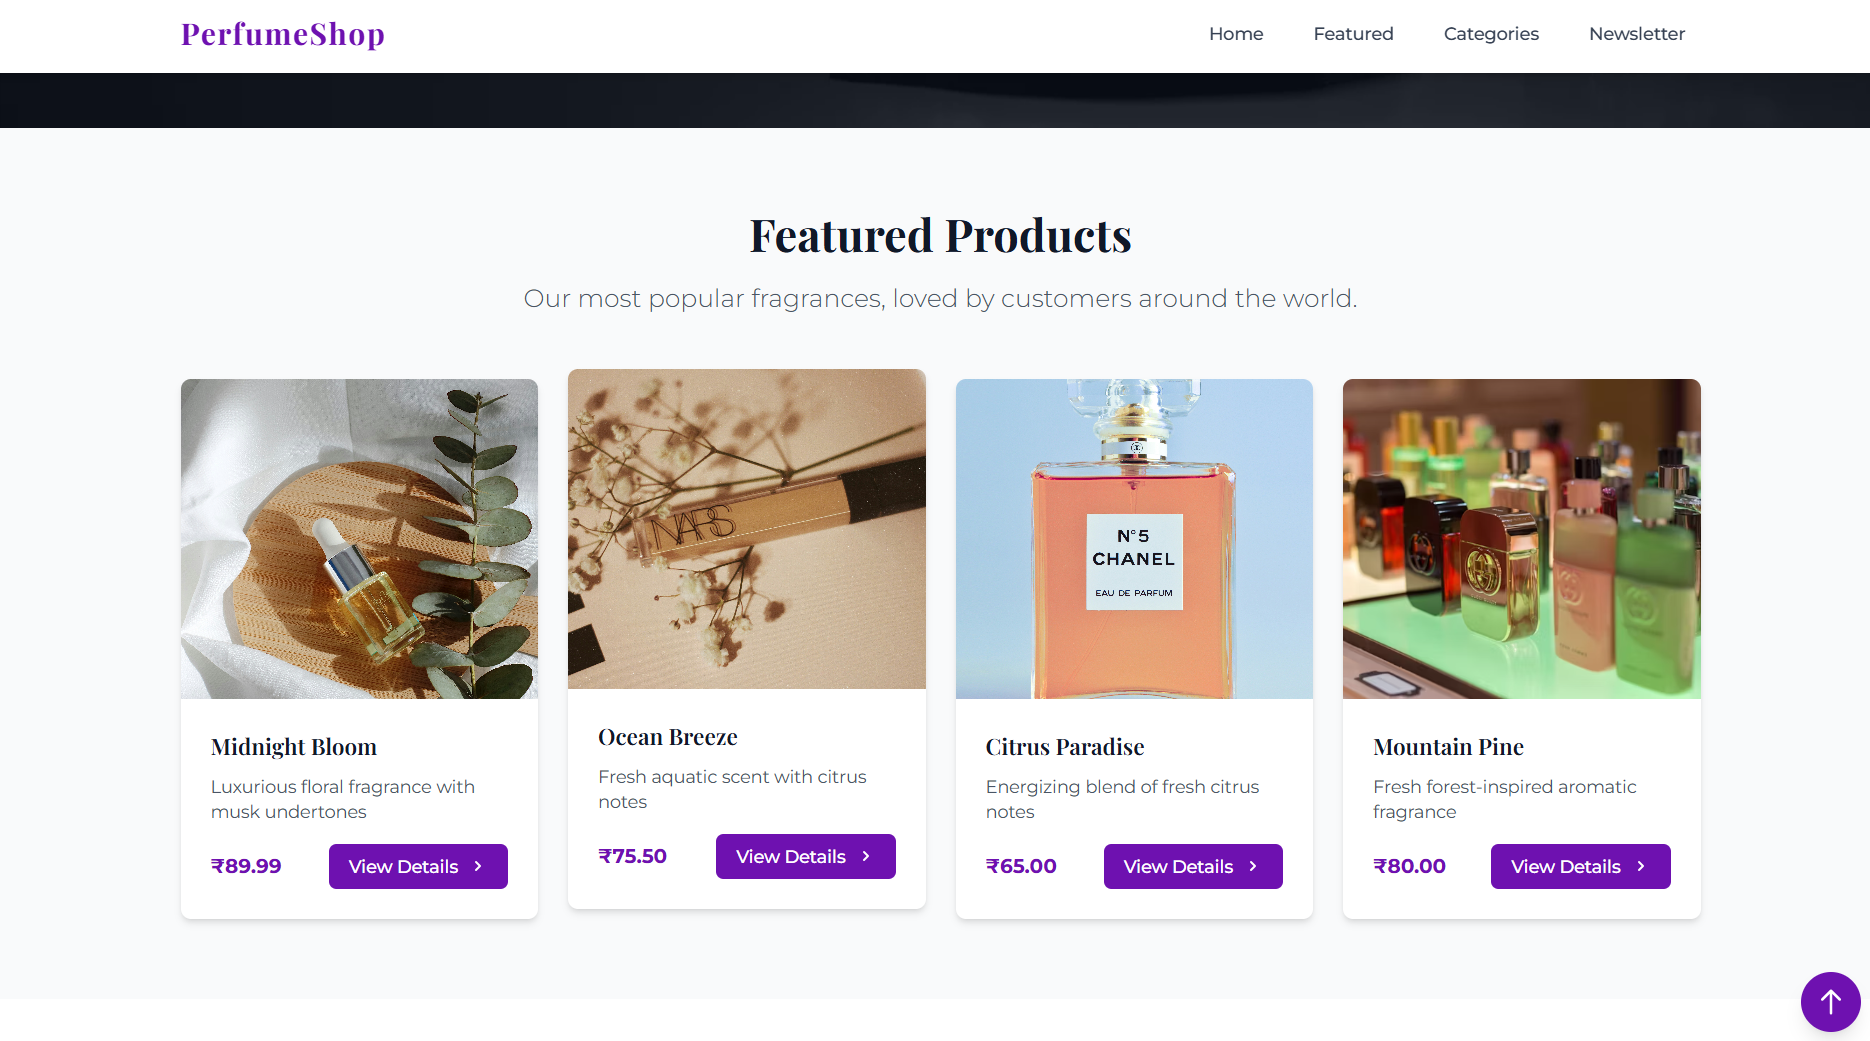 PerfumeShop
Home
Featured
Categories
Newsletter
Featured Products
Our most popular fragrances, loved by customers around the world.
NARS
N°5
CHANEL
EAU DE PARFUM
Midnight Bloom
Luxurious floral fragrance with
musk undertones
₹89.99
View Details
Ocean Breeze
Fresh aquatic scent with citrus
notes
₹75.50
View Details
Citrus Paradise
Energizing blend of fresh citrus
notes
₹65.00
View Details
Mountain Pine
Fresh forest-inspired aromatic
fragrance
₹80.00
View Details